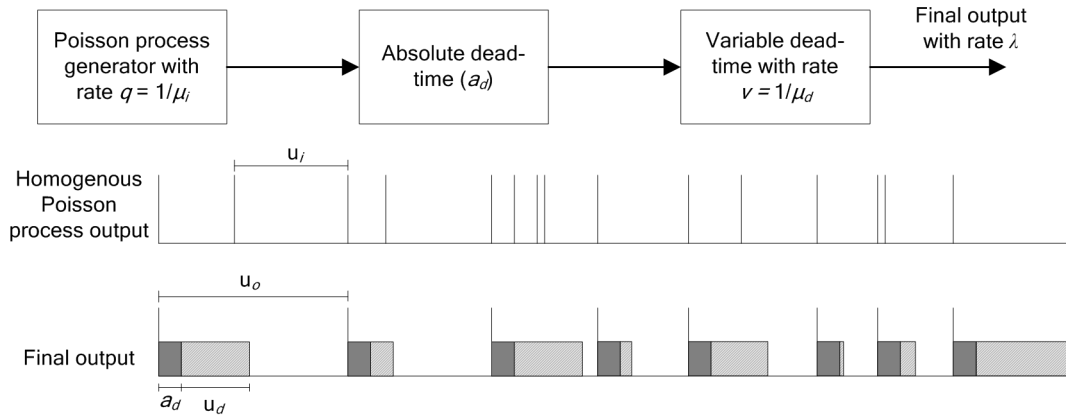 Poisson process
generator with
rate q = 1/μi
Absolute dead-
time (ad)
Variable dead-
time with rate
v = 1/μd
Final output
with rate λ
ui
Homogenous
Poisson
process output
uo
Final output
ad
ud